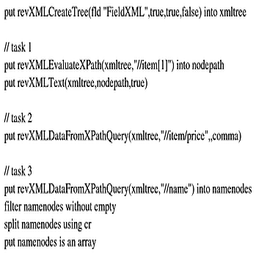 put revXMLCreateTree(fld "FieldXML",true,true,false) into xmltree
// task 1
put revXMLEvaluateXPath(xmltree,"//item[1]") into nodepath
put revXMLText(xmltree,nodepath,true)
// task 2
put revXMLDataFromXPathQuery(xmltree,"//item/price",,comma)
// task 3
put revXMLDataFromXPathQuery(xmltree,"//name") into namenodes
filter namenodes without empty
split namenodes using cr
put namenodes is an array